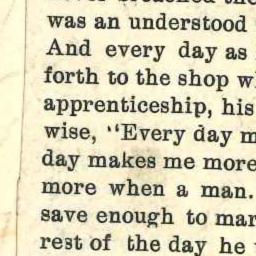 was an understood
And every day as
forth to the shop
apprenticeship, his
wise, "Every day
day makes me more
more when a man.
save enough to
rest of the day he